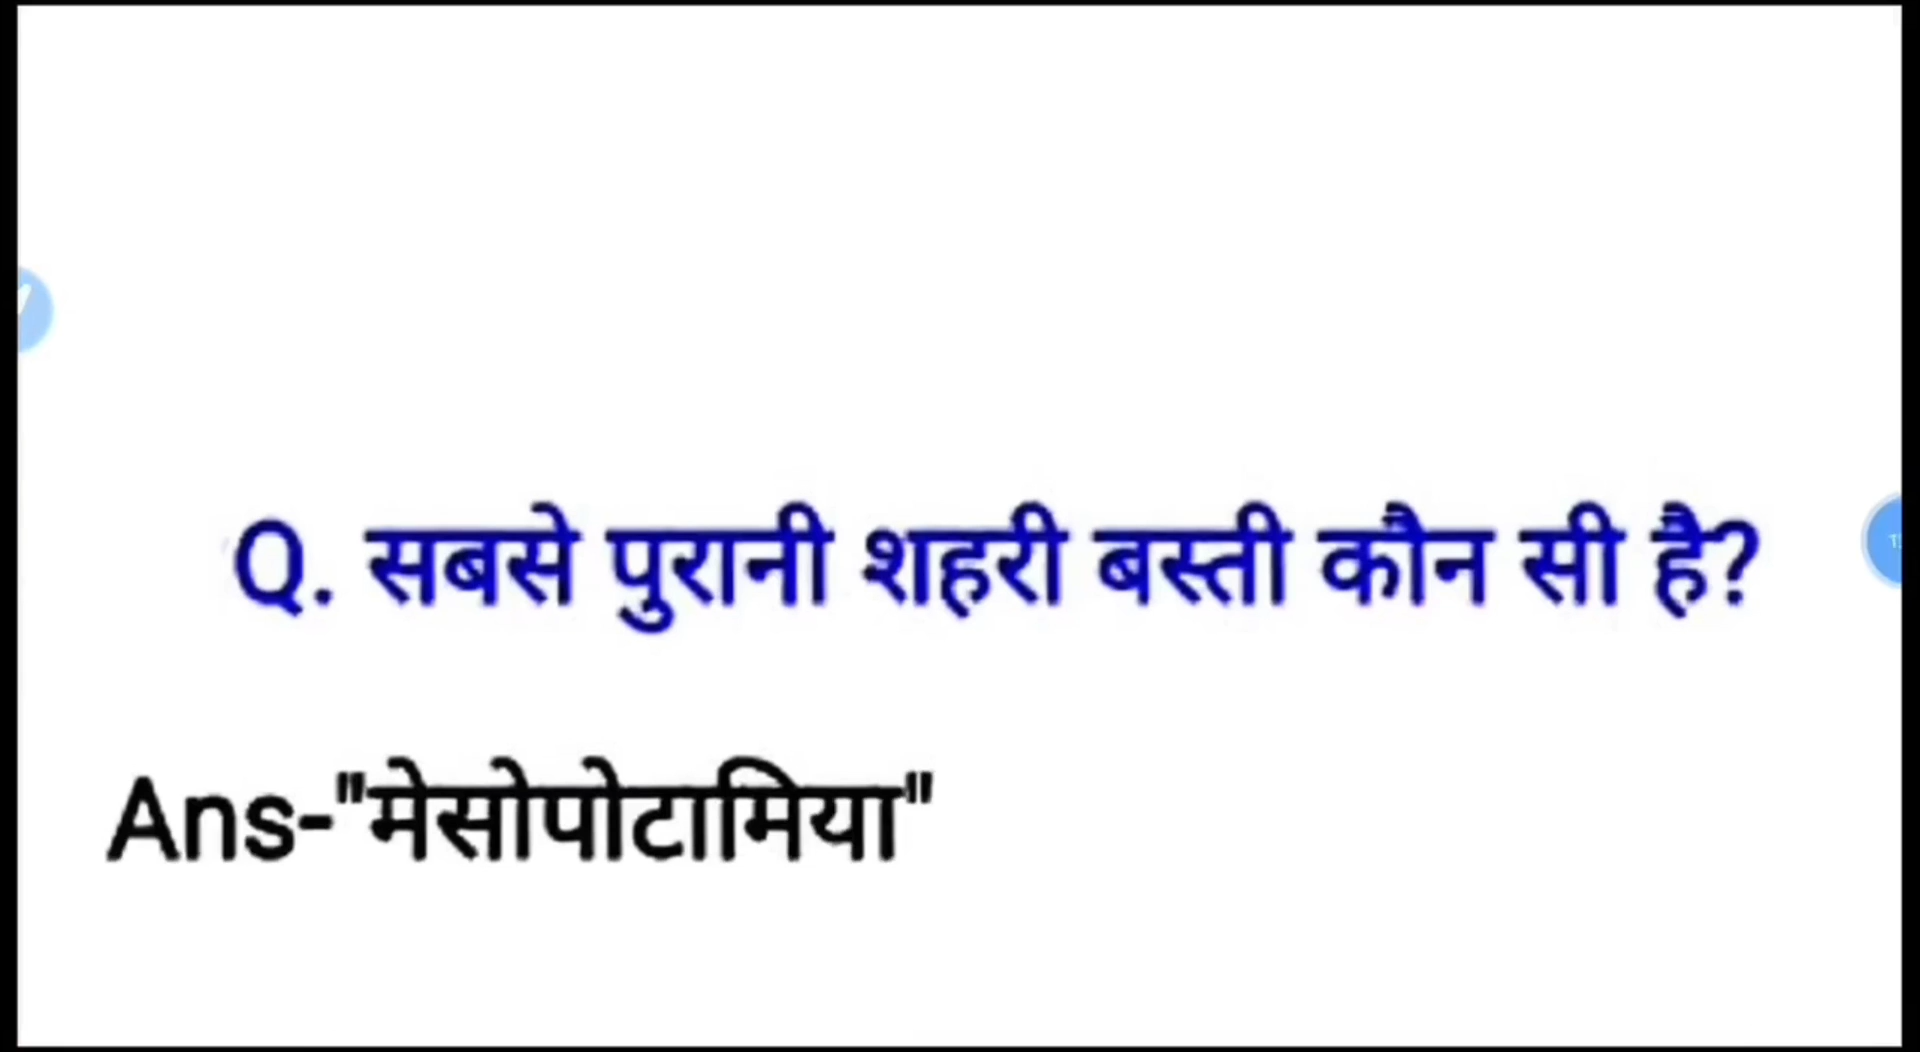 Q. सबसे पुरानी शहरी बस्ती कौन सी है?
Ans-"मेसोपोटामिया"